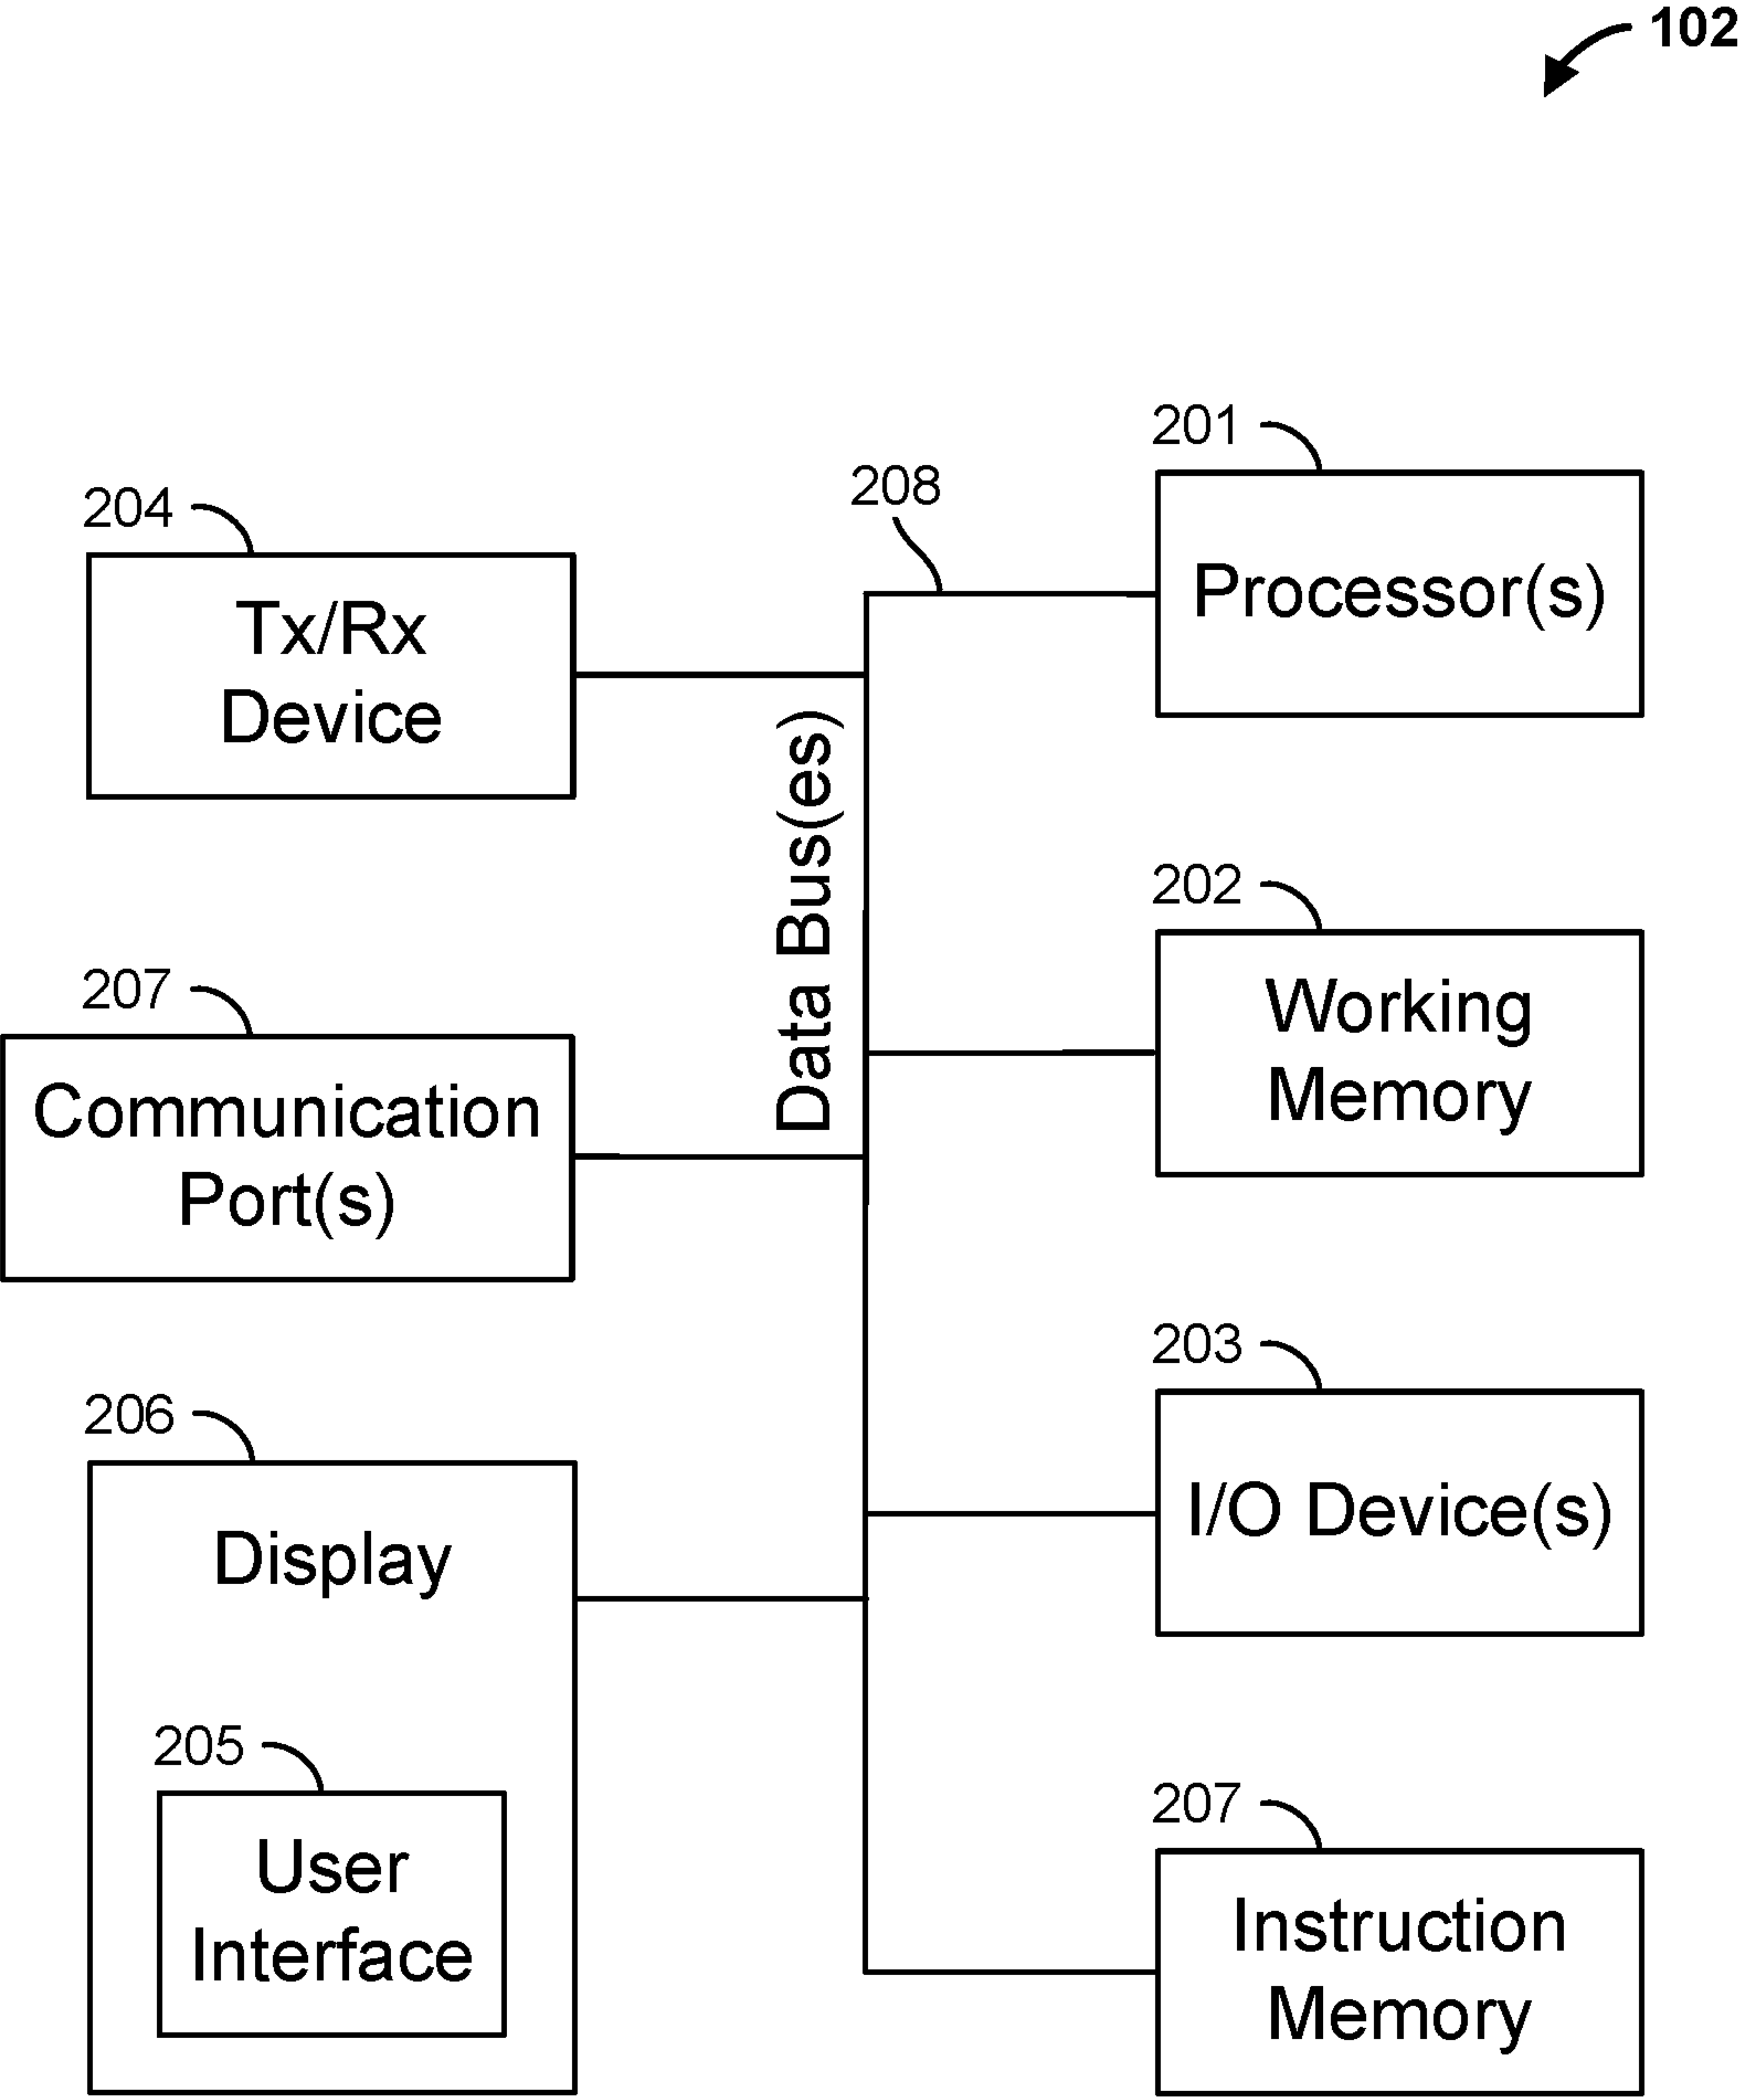 102
201
Processor(s)
208
204
Tx/Rx
Device
Data Bus(es)
202
Working
Memory
207
Communication
Port(s)
203
I/O Device(s)
206
Display
205
User
Interface
207
Instruction
Memory